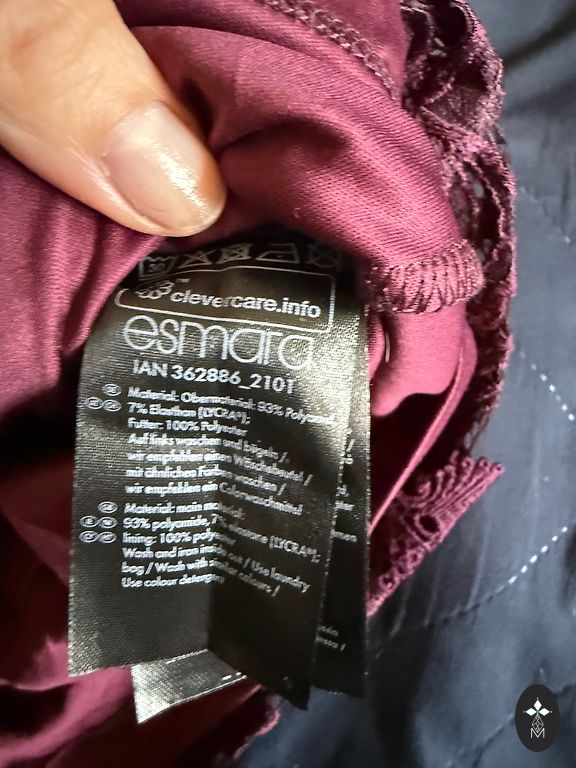 clevercare.info
esmara
IAN 362886_2101
Material: Obermaterial: 93% Polyamid
7% Elasthan (LYCRA®);
Futter: 100% Polyester
Auf links waschen und bügeln /
wir empfehlen einen Wäschebeutel /
mit ähnlichen Farben waschen /
wir empfehlen ein Colorwaschmittel
Material: main material:
93% polyamide, 7% elastane (LYCRA®);
lining: 100% polyester
Wash and iron inside out / Use laundry
bag / Wash with similar colours /
Use colour detergent
M